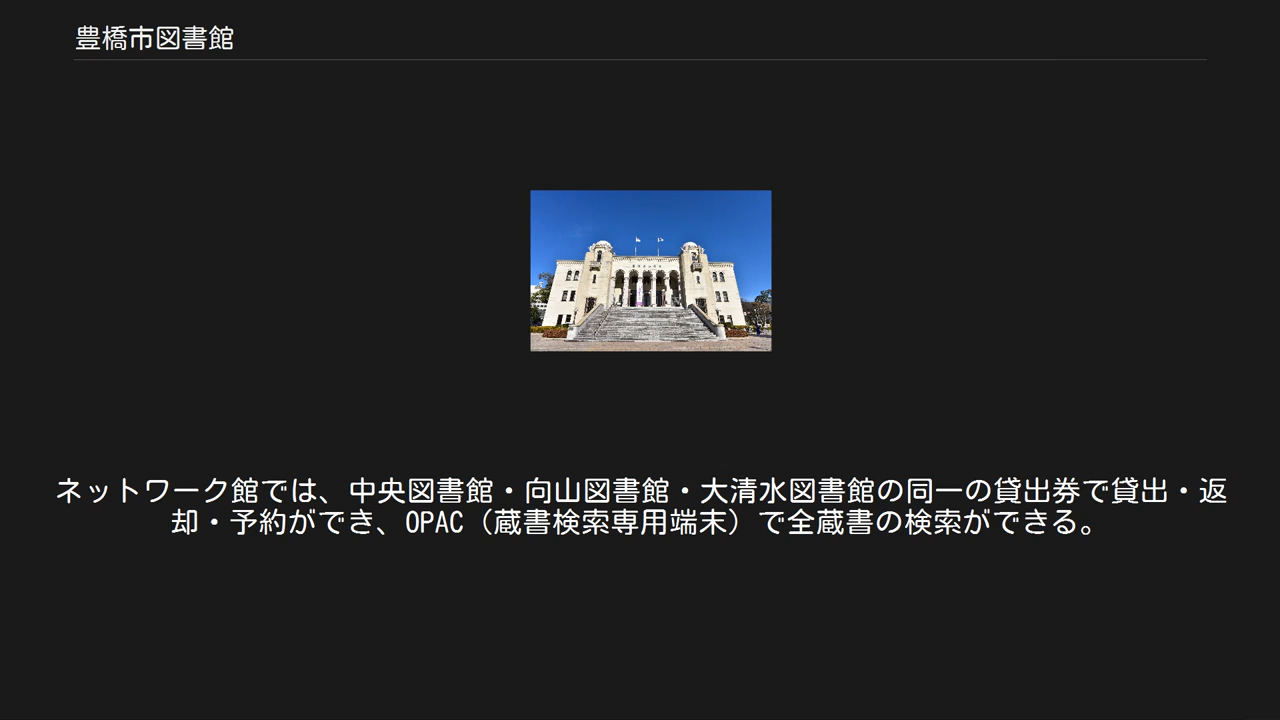 豊橋市図書館
ネットワーク館では、中央図書館・向山図書館・大清水図書館の同一の貸出券で貸出・返
却・予約ができ、OPAC（蔵書検索専用端末）で全蔵書の検索ができる。